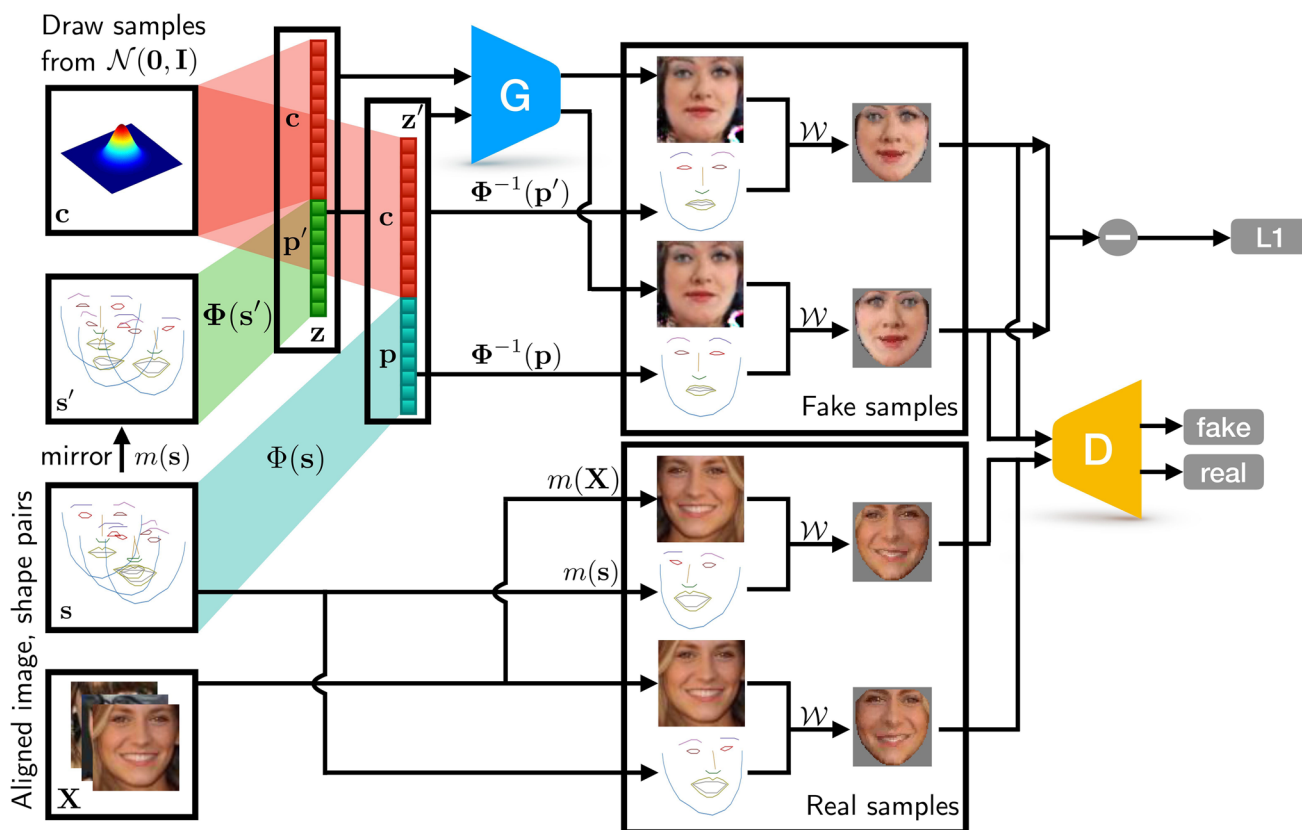 Draw samples
from 𝒩(0, I)
c
c
p′
z
z′
c
p
G
Φ⁻¹(p′)
Φ⁻¹(p)
𝒲
𝒲
Fake samples
L1
s′
Φ(s′)
mirror m(s)
Φ(s)
s
X
Aligned image, shape pairs
m(X)
m(s)
𝒲
𝒲
Real samples
D
fake
real